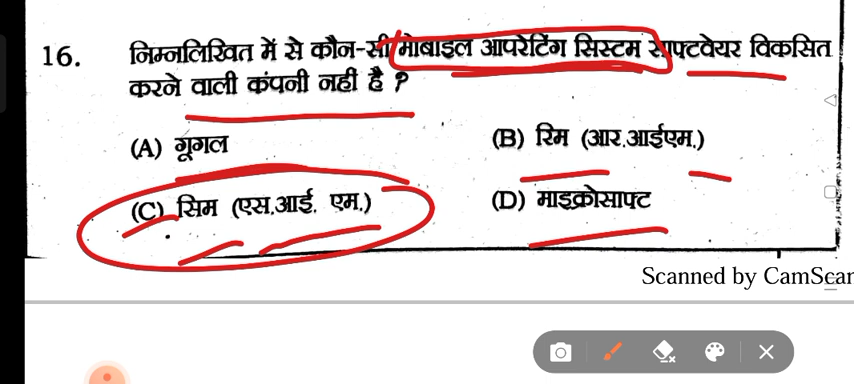 16. निम्नलिखित में से कौन-सी मोबाइल आपरेटिंग सिस्टम साफ्टवेयर विकसित
करने वाली कंपनी नहीं है ?
(A) गूगल (B) रिम (आर.आईएम.)
(C) सिम (एस.आई. एम.) (D) माइक्रोसाफ्ट
Scanned by CamScan